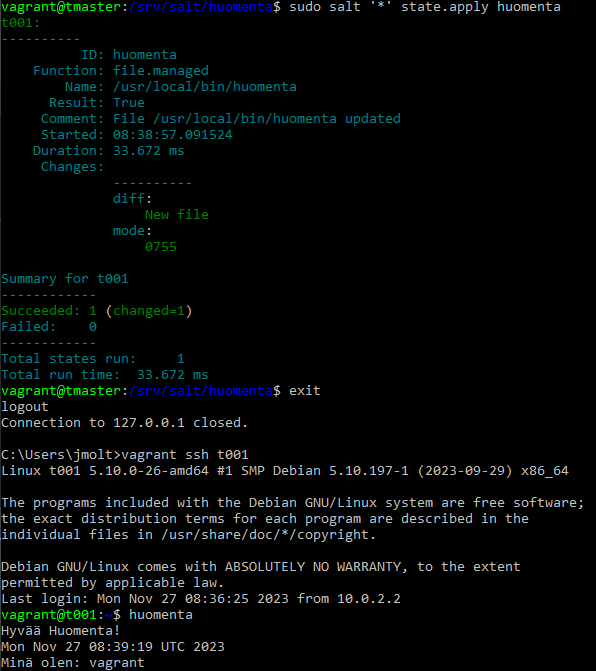 vagrant@tmaster:/srv/salt/huomenta$ sudo salt '*' state.apply huomenta
t001:
----------
          ID: huomenta
    Function: file.managed
        Name: /usr/local/bin/huomenta
      Result: True
     Comment: File /usr/local/bin/huomenta updated
     Started: 08:38:57.091524
    Duration: 33.672 ms
     Changes:
              ----------
              diff:
                  New file
              mode:
                  0755

Summary for t001
------------
Succeeded: 1 (changed=1)
Failed:    0
------------
Total states run:     1
Total run time:  33.672 ms
vagrant@tmaster:/srv/salt/huomenta$ exit
logout
Connection to 127.0.0.1 closed.

C:\Users\jmolt>vagrant ssh t001
Linux t001 5.10.0-26-amd64 #1 SMP Debian 5.10.197-1 (2023-09-29) x86_64

The programs included with the Debian GNU/Linux system are free software;
the exact distribution terms for each program are described in the
individual files in /usr/share/doc/*/copyright.

Debian GNU/Linux comes with ABSOLUTELY NO WARRANTY, to the extent
permitted by applicable law.
Last login: Mon Nov 27 08:36:25 2023 from 10.0.2.2
vagrant@t001:~$ huomenta
Hyvää Huomenta!
Mon Nov 27 08:39:19 UTC 2023
Minä olen: vagrant